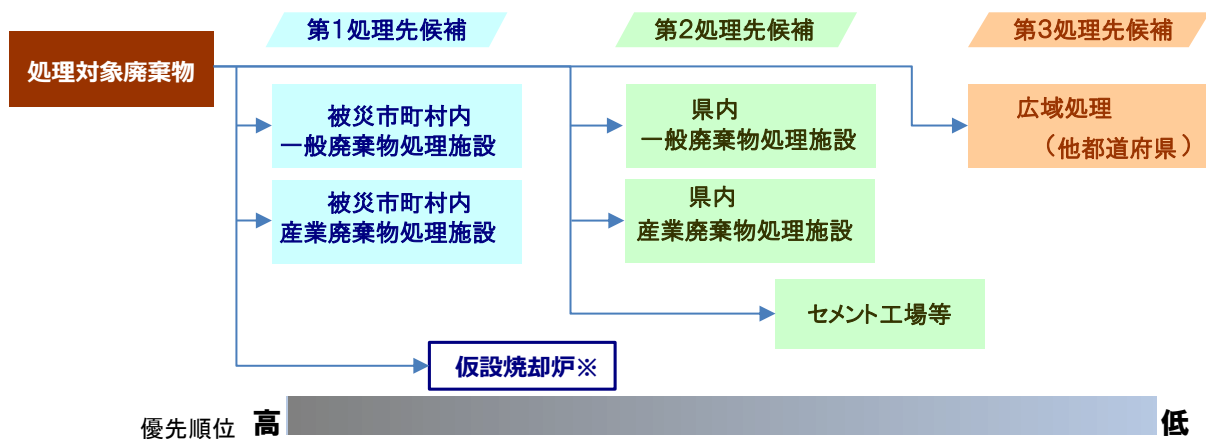 第1処理先候補
第2処理先候補
第3処理先候補
処理対象廃棄物
被災市町村内
一般廃棄物処理施設
県内
一般廃棄物処理施設
広域処理
（他都道府県）
被災市町村内
産業廃棄物処理施設
県内
産業廃棄物処理施設
セメント工場等
仮設焼却炉※
優先順位 高
低